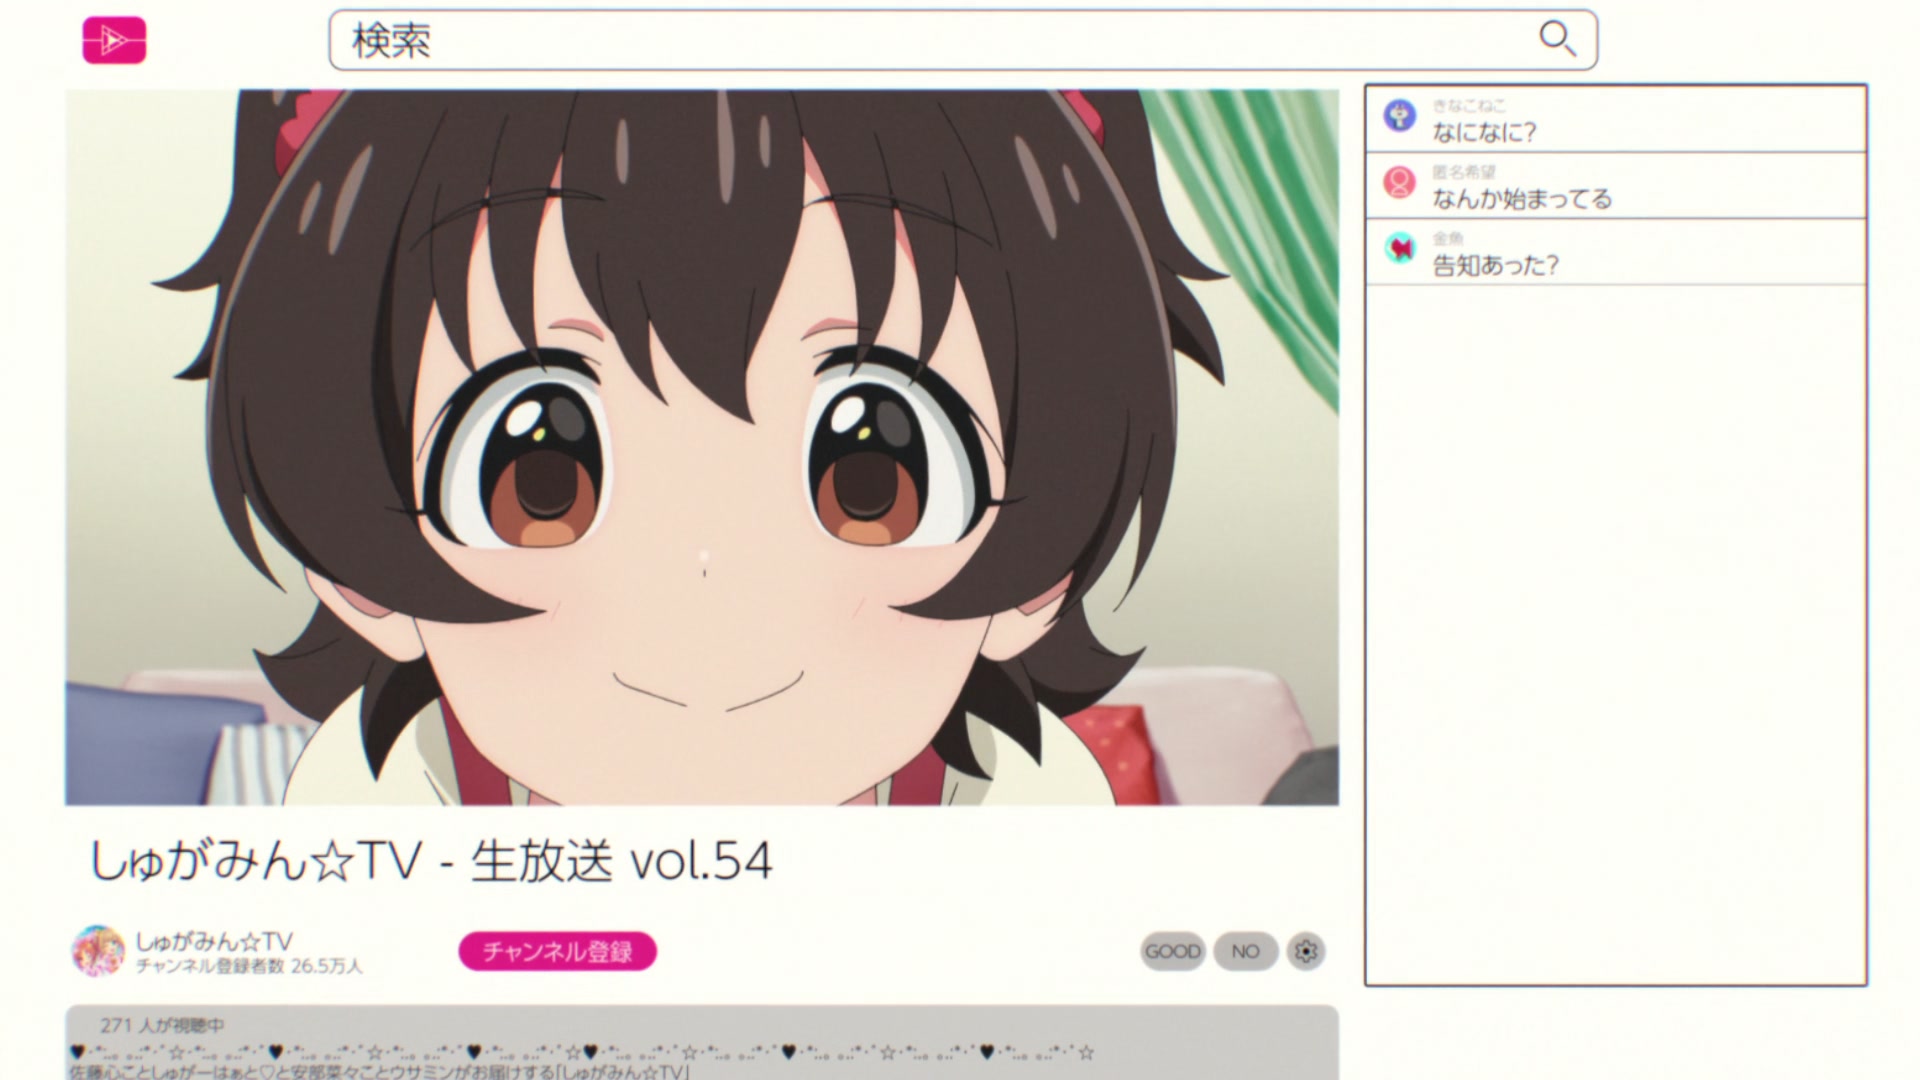 検索
きなこねこ
なになに?
匿名希望
なんか始まってる
金魚
告知あった?
しゅがみん☆TV - 生放送 vol.54
しゅがみん☆TV
チャンネル登録者数 26.5万人
チャンネル登録
GOOD
NO
271 人が視聴中
佐藤心ことしゅがーはぁと♡と安部菜々ことウサミンがお届けする「しゅがみん☆TV」